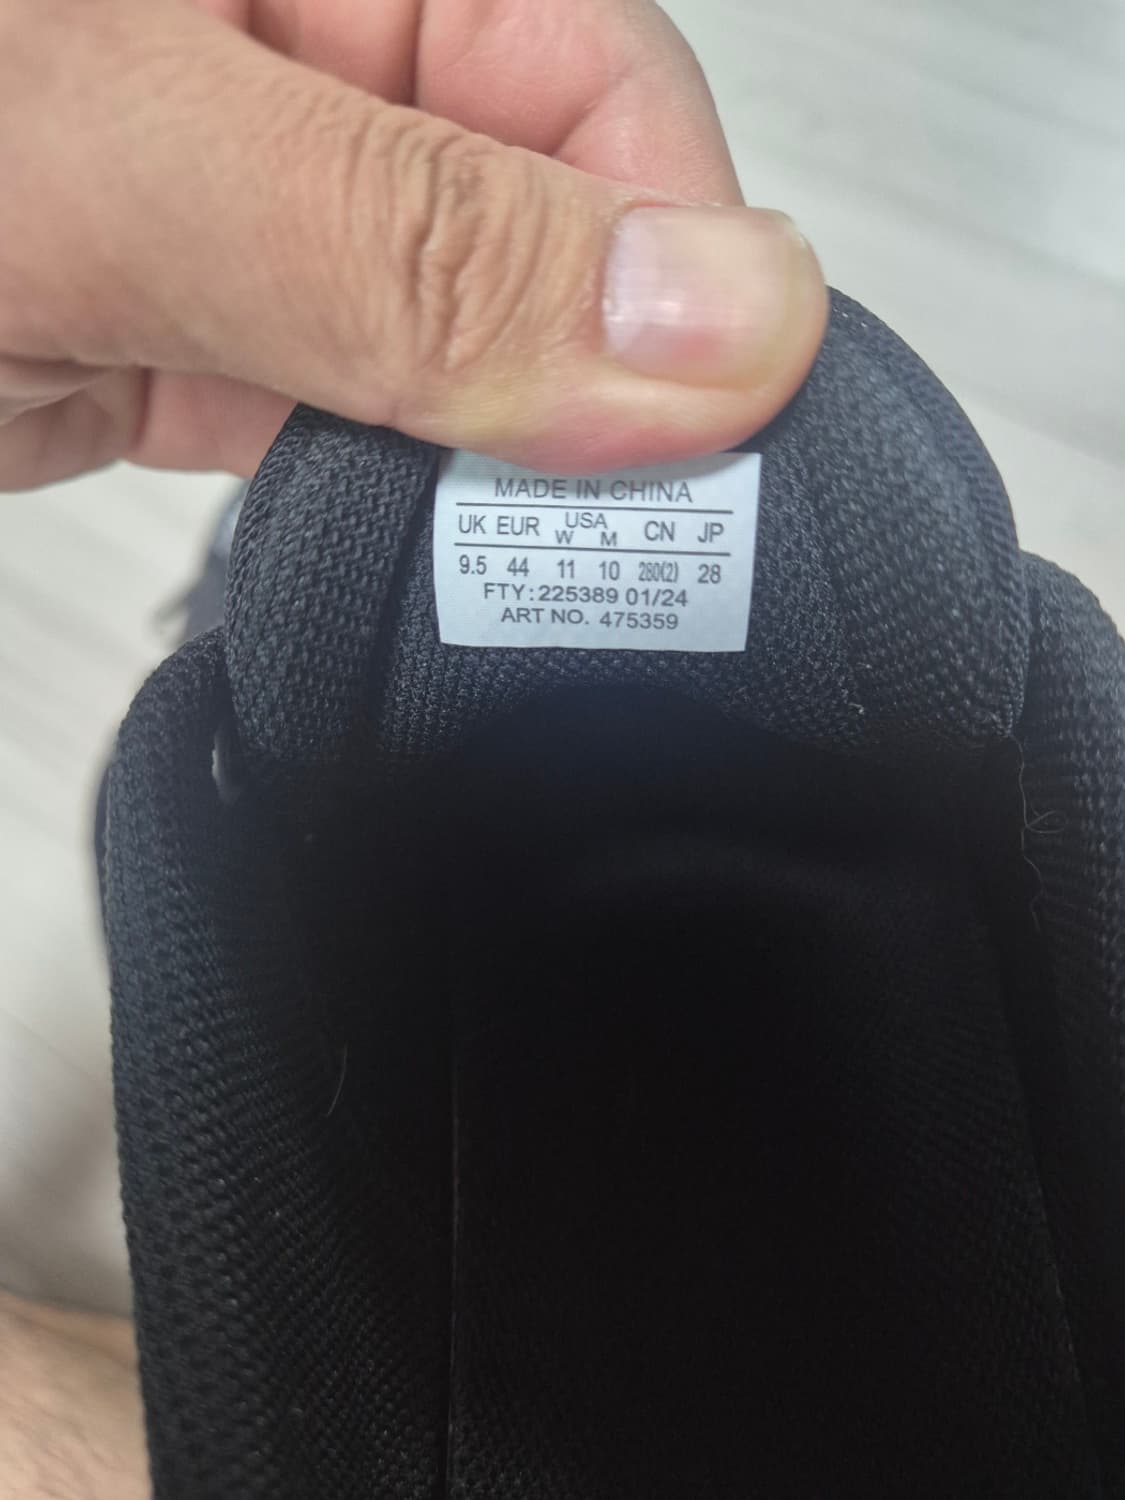 MADE IN CHINA
UK EUR USA CN JP
W M
9.5 44 11 10 280(2) 28
FTY: 225389 01/24
ART NO. 475359